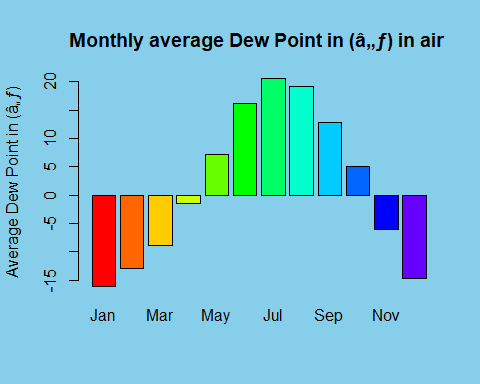 Monthly average Dew Point in (â„ƒ) in air
Average Dew Point in (â„ƒ)
20
10
5
0
-5
-15
Jan Mar May Jul Sep Nov